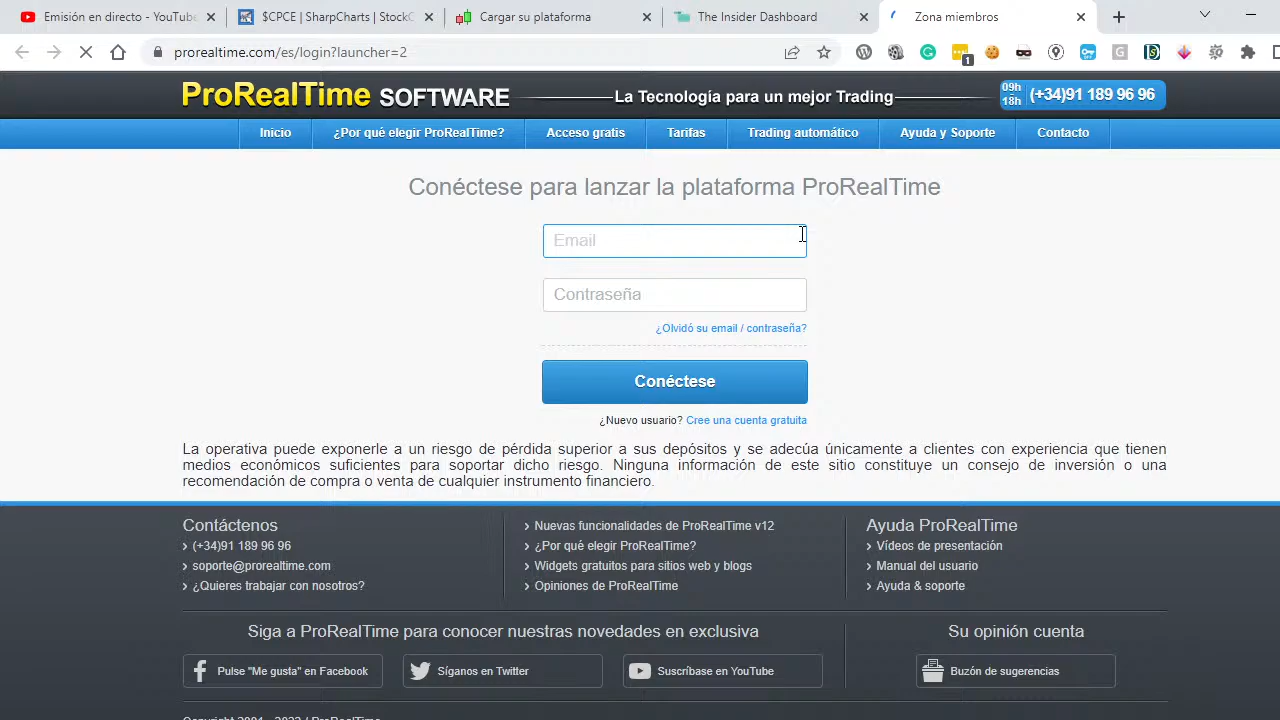 Emisión en directo - YouTube
$CPCE | SharpCharts | StockC
Cargar su plataforma
The Insider Dashboard
Zona miembros
prorealtime.com/es/login?launcher=2
1
ProRealTime SOFTWARE
La Tecnología para un mejor Trading
09h
18h
(+34)91 189 96 96
Inicio
¿Por qué elegir ProRealTime?
Acceso gratis
Tarifas
Trading automático
Ayuda y Soporte
Contacto
Conéctese para lanzar la plataforma ProRealTime
Email
Contraseña
¿Olvidó su email / contraseña?
Conéctese
¿Nuevo usuario? Cree una cuenta gratuita
La operativa puede exponerle a un riesgo de pérdida superior a sus depósitos y se adecúa únicamente a clientes con experiencia que tienen
medios económicos suficientes para soportar dicho riesgo. Ninguna información de este sitio constituye un consejo de inversión o una
recomendación de compra o venta de cualquier instrumento financiero.
Contáctenos
(+34)91 189 96 96
soporte@prorealtime.com
¿Quieres trabajar con nosotros?
Nuevas funcionalidades de ProRealTime v12
¿Por qué elegir ProRealTime?
Widgets gratuitos para sitios web y blogs
Opiniones de ProRealTime
Ayuda ProRealTime
Vídeos de presentación
Manual del usuario
Ayuda & soporte
Siga a ProRealTime para conocer nuestras novedades en exclusiva
Su opinión cuenta
Pulse "Me gusta" en Facebook
Síganos en Twitter
Suscríbase en YouTube
Buzón de sugerencias